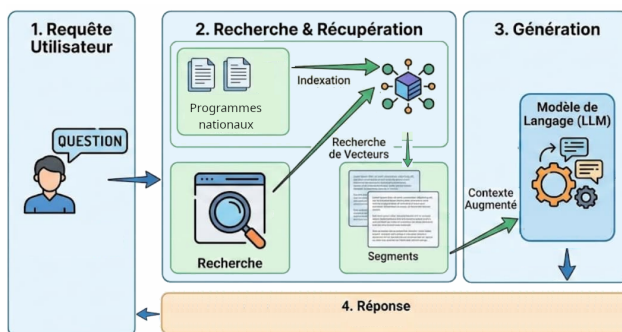 1. Requête
Utilisateur
QUESTION
2. Recherche & Récupération
Programmes
nationaux
Indexation
Recherche
de Vecteurs
Recherche
Segments
3. Génération
Modèle de
Langage (LLM)
Contexte
Augmenté
4. Réponse